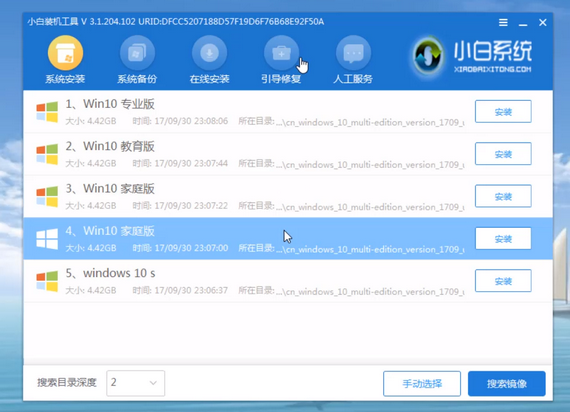 小白装机工具 V 3.1.204.102 URID:DFCC5207188D57F19D6F76B68E92F50A
系统安装
系统备份
在线安装
引导修复
人工服务
小白系统
XIAOBAIXITONG.COM
1、Win10 专业版
大小: 4.42GB 时间: 17/09/30 23:08:06 所在目录:...\cn_windows_10_multi-edition_version_1709_u
安装
2、Win10 教育版
大小: 4.42GB 时间: 17/09/30 23:07:44 所在目录:...\cn_windows_10_multi-edition_version_1709_u
安装
3、Win10 家庭版
大小: 4.42GB 时间: 17/09/30 23:07:22 所在目录:...\cn_windows_10_multi-edition_version_1709_u
安装
4、Win10 家庭版
大小: 4.42GB 时间: 17/09/30 23:07:00 所在目录:...\cn_windows_10_multi-edition_version_1709_u
安装
5、windows 10 s
大小: 4.42GB 时间: 17/09/30 23:06:37 所在目录:...\cn_windows_10_multi-edition_version_1709_u
安装
搜索目录深度 2 手动选择 搜索镜像